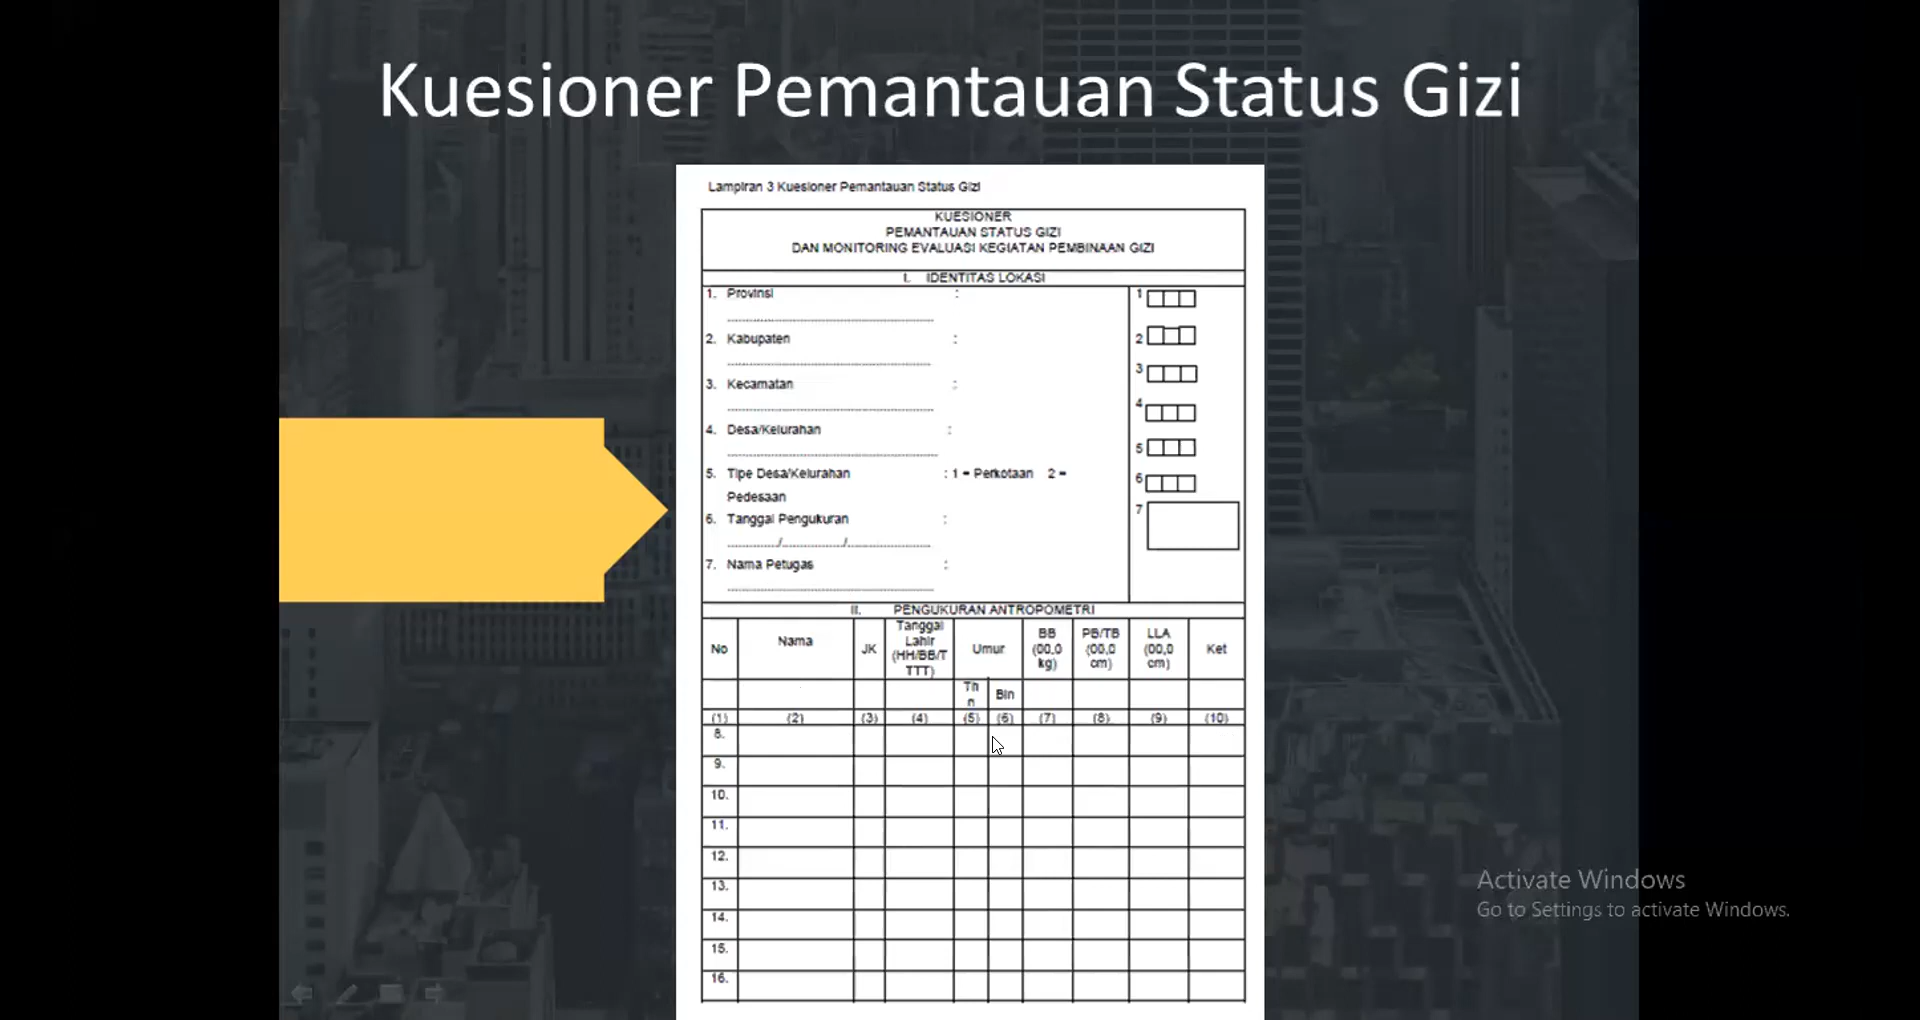 Kuesioner Pemantauan Status Gizi
Lampiran 3 Kuesioner Pemantauan Status Gizi
KUESIONER
PEMANTAUAN STATUS GIZI
DAN MONITORING EVALUASI KEGIATAN PEMBINAAN GIZI
I. IDENTITAS LOKASI
1. Provinsi :
2. Kabupaten :
3. Kecamatan :
4. Desa/Kelurahan :
5. Tipe Desa/Kelurahan : 1 = Perkotaan 2 =
Pedesaan
6. Tanggal Pengukuran :
......./......./.......
7. Nama Petugas :
1
2
3
4
5
6
7
II. PENGUKURAN ANTROPOMETRI
No Nama JK Tanggal Lahir (HH/BB/T TTT) Umur BB (00,0 kg) PB/TB (00,0 cm) LLA (00,0 cm) Ket
Th n Bln
(1) (2) (3) (4) (5) (6) (7) (8) (9) (10)
8.
9.
10.
11.
12.
13.
14.
15.
16.
Activate Windows
Go to Settings to activate Windows.